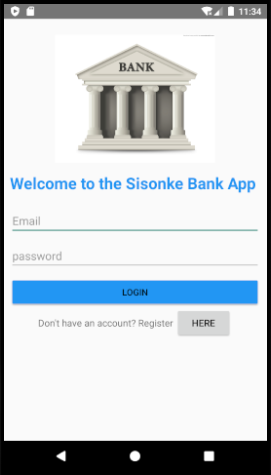 11:34
BANK
Welcome to the Sisonke Bank App
Email
password
LOGIN
Don't have an account? Register HERE